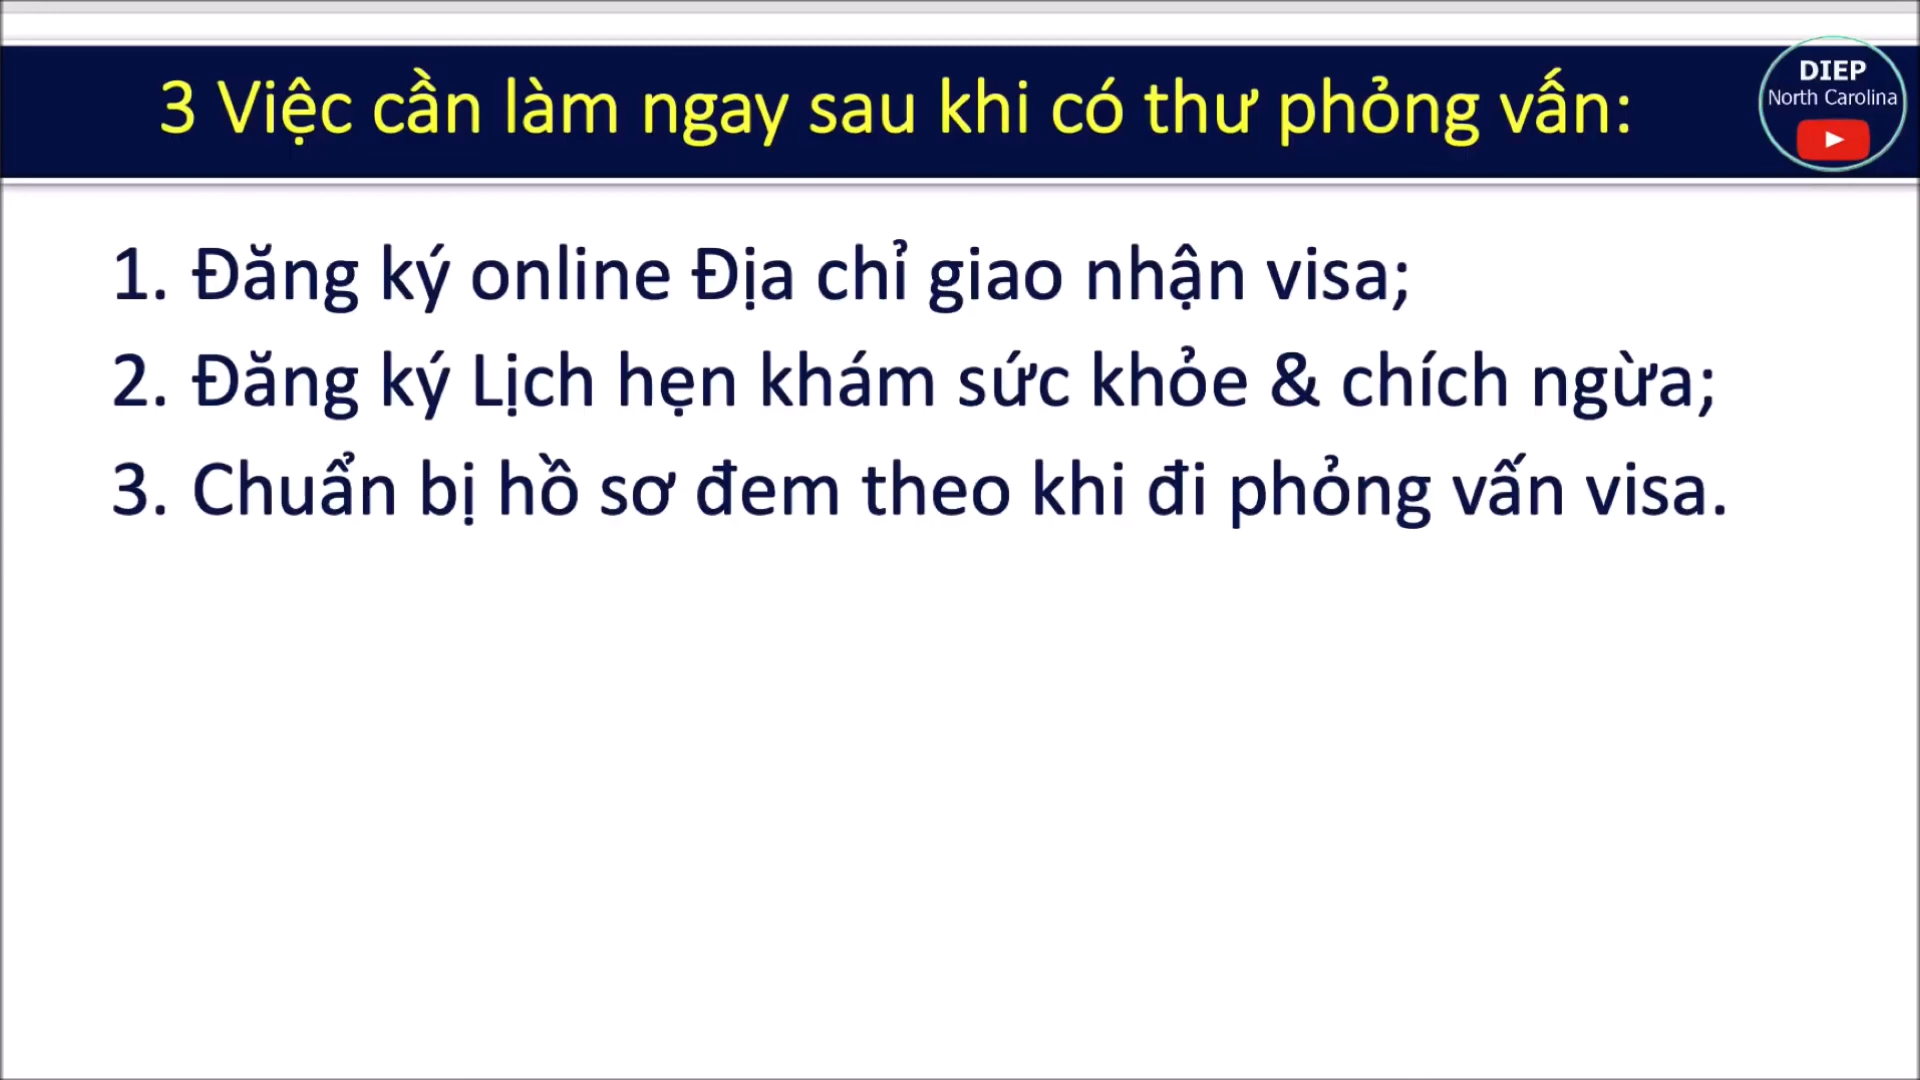 3 Việc cần làm ngay sau khi có thư phỏng vấn:
DIEP
North Carolina
1. Đăng ký online Địa chỉ giao nhận visa;
2. Đăng ký Lịch hẹn khám sức khỏe & chích ngừa;
3. Chuẩn bị hồ sơ đem theo khi đi phỏng vấn visa.